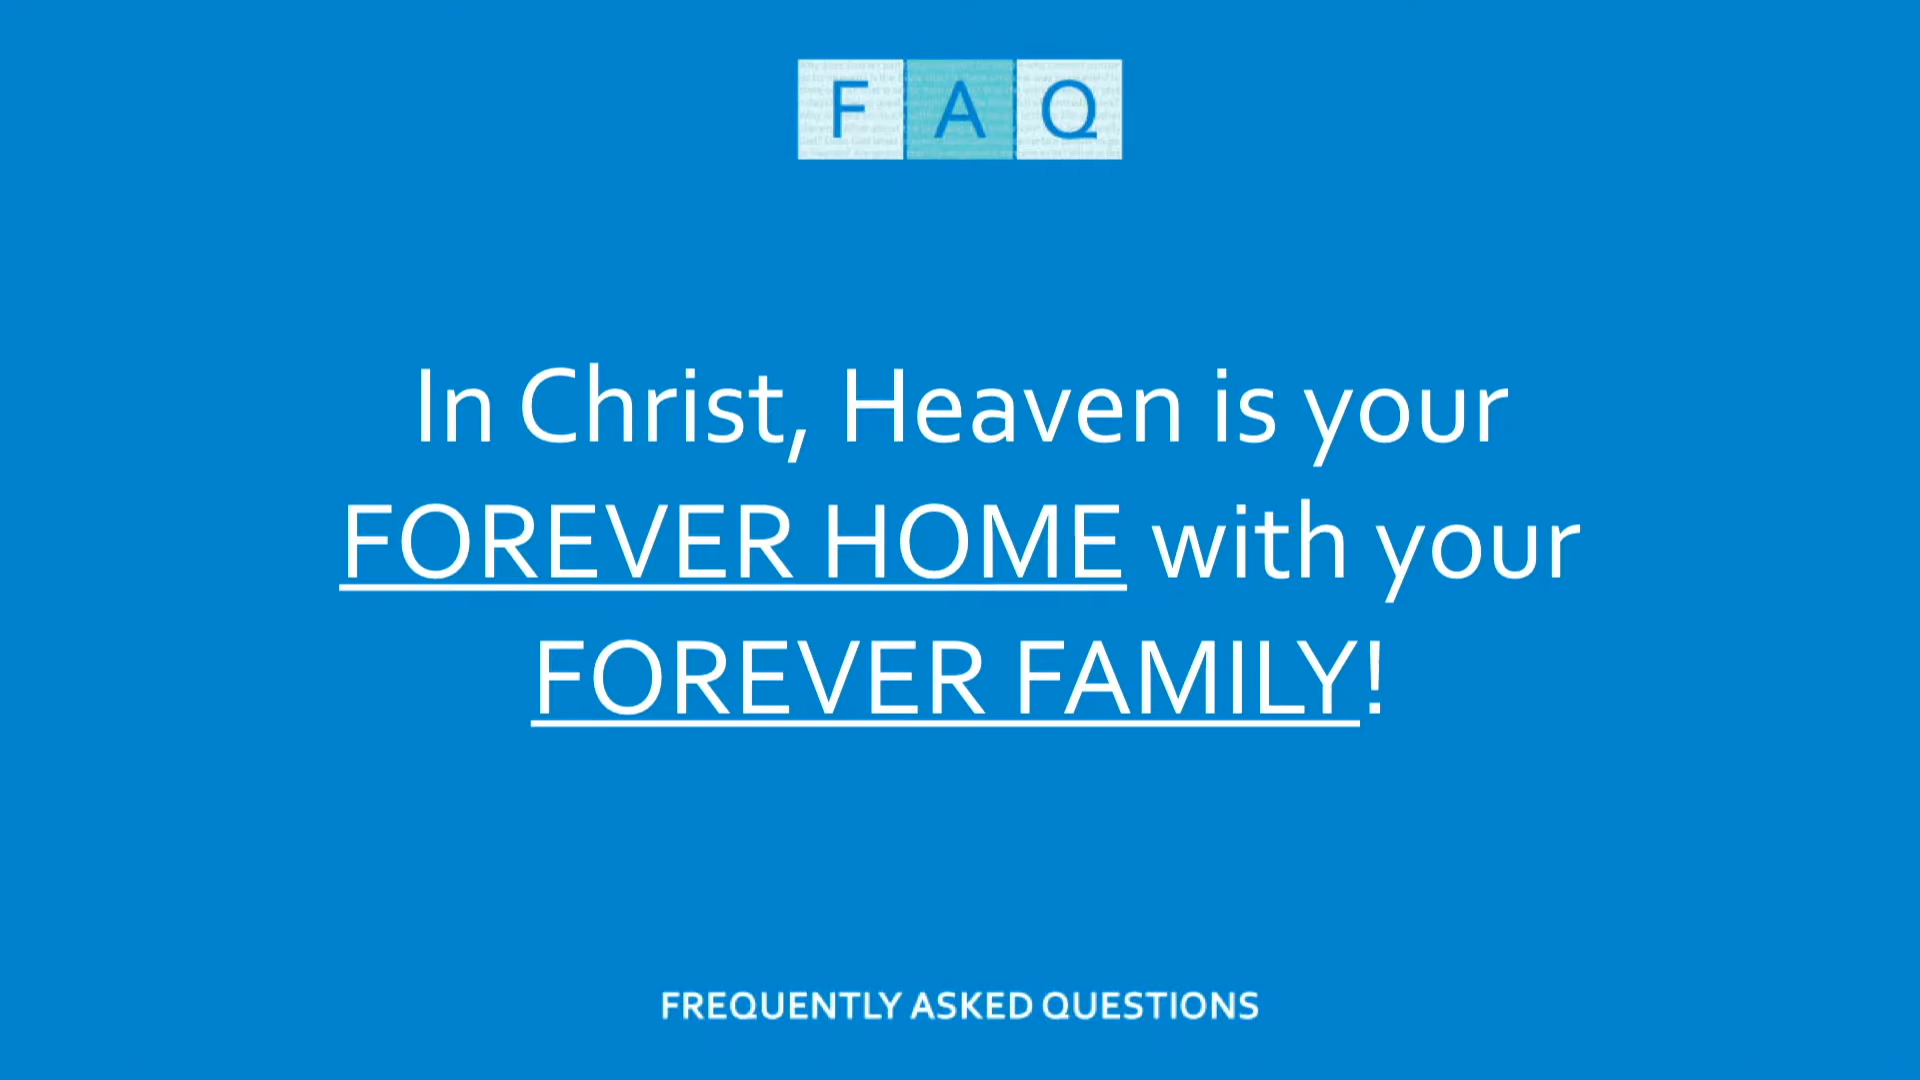 F A Q
In Christ, Heaven is your
FOREVER HOME with your
FOREVER FAMILY!
FREQUENTLY ASKED QUESTIONS